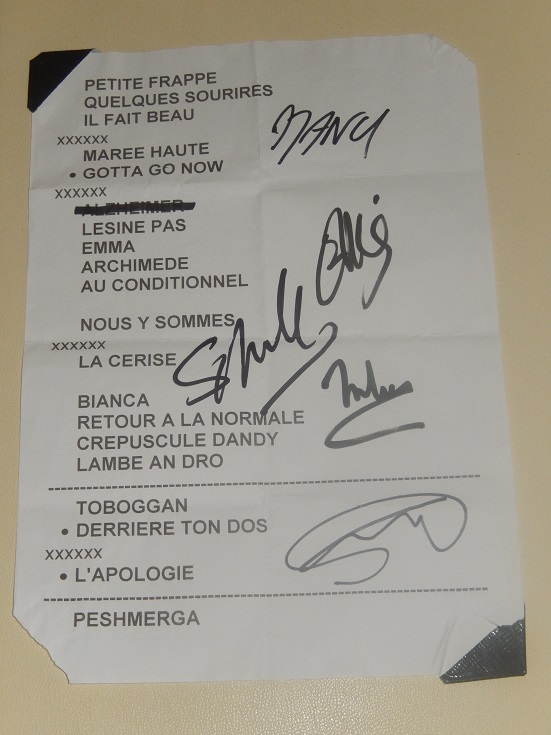 PETITE FRAPPE
QUELQUES SOURIRES
IL FAIT BEAU
xxxxxx
MAREE HAUTE
• GOTTA GO NOW
xxxxxx
ALZHEIMER
LESINE PAS
EMMA
ARCHIMEDE
AU CONDITIONNEL
NOUS Y SOMMES
xxxxxx
LA CERISE
BIANCA
RETOUR A LA NORMALE
CREPUSCULE DANDY
LAMBE AN DRO
TOBOGGAN
• DERRIERE TON DOS
xxxxxx
• L'APOLOGIE
PESHMERGA